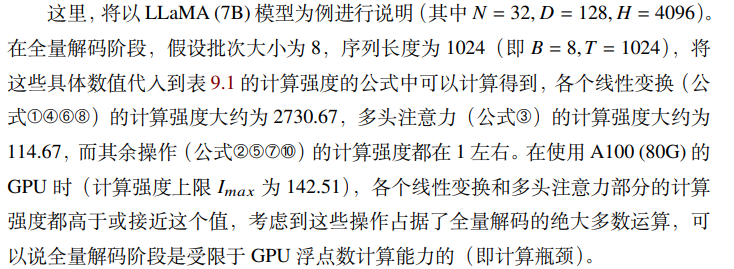 这里，将以 LLaMA (7B) 模型为例进行说明（其中 N = 32, D = 128, H = 4096）。
在全量解码阶段，假设批次大小为 8，序列长度为 1024（即 B = 8, T = 1024），将
这些具体数值代入到表 9.1 的计算强度的公式中可以计算得到，各个线性变换（公
式①④⑥⑧）的计算强度大约为 2730.67，多头注意力（公式③）的计算强度大约为
114.67，而其余操作（公式②⑤⑦⑩）的计算强度都在 1 左右。在使用 A100 (80G) 的
GPU 时（计算强度上限 Imax 为 142.51），各个线性变换和多头注意力部分的计算
强度都高于或接近这个值，考虑到这些操作占据了全量解码的绝大多数运算，可
以说全量解码阶段是受限于 GPU 浮点数计算能力的（即计算瓶颈）。